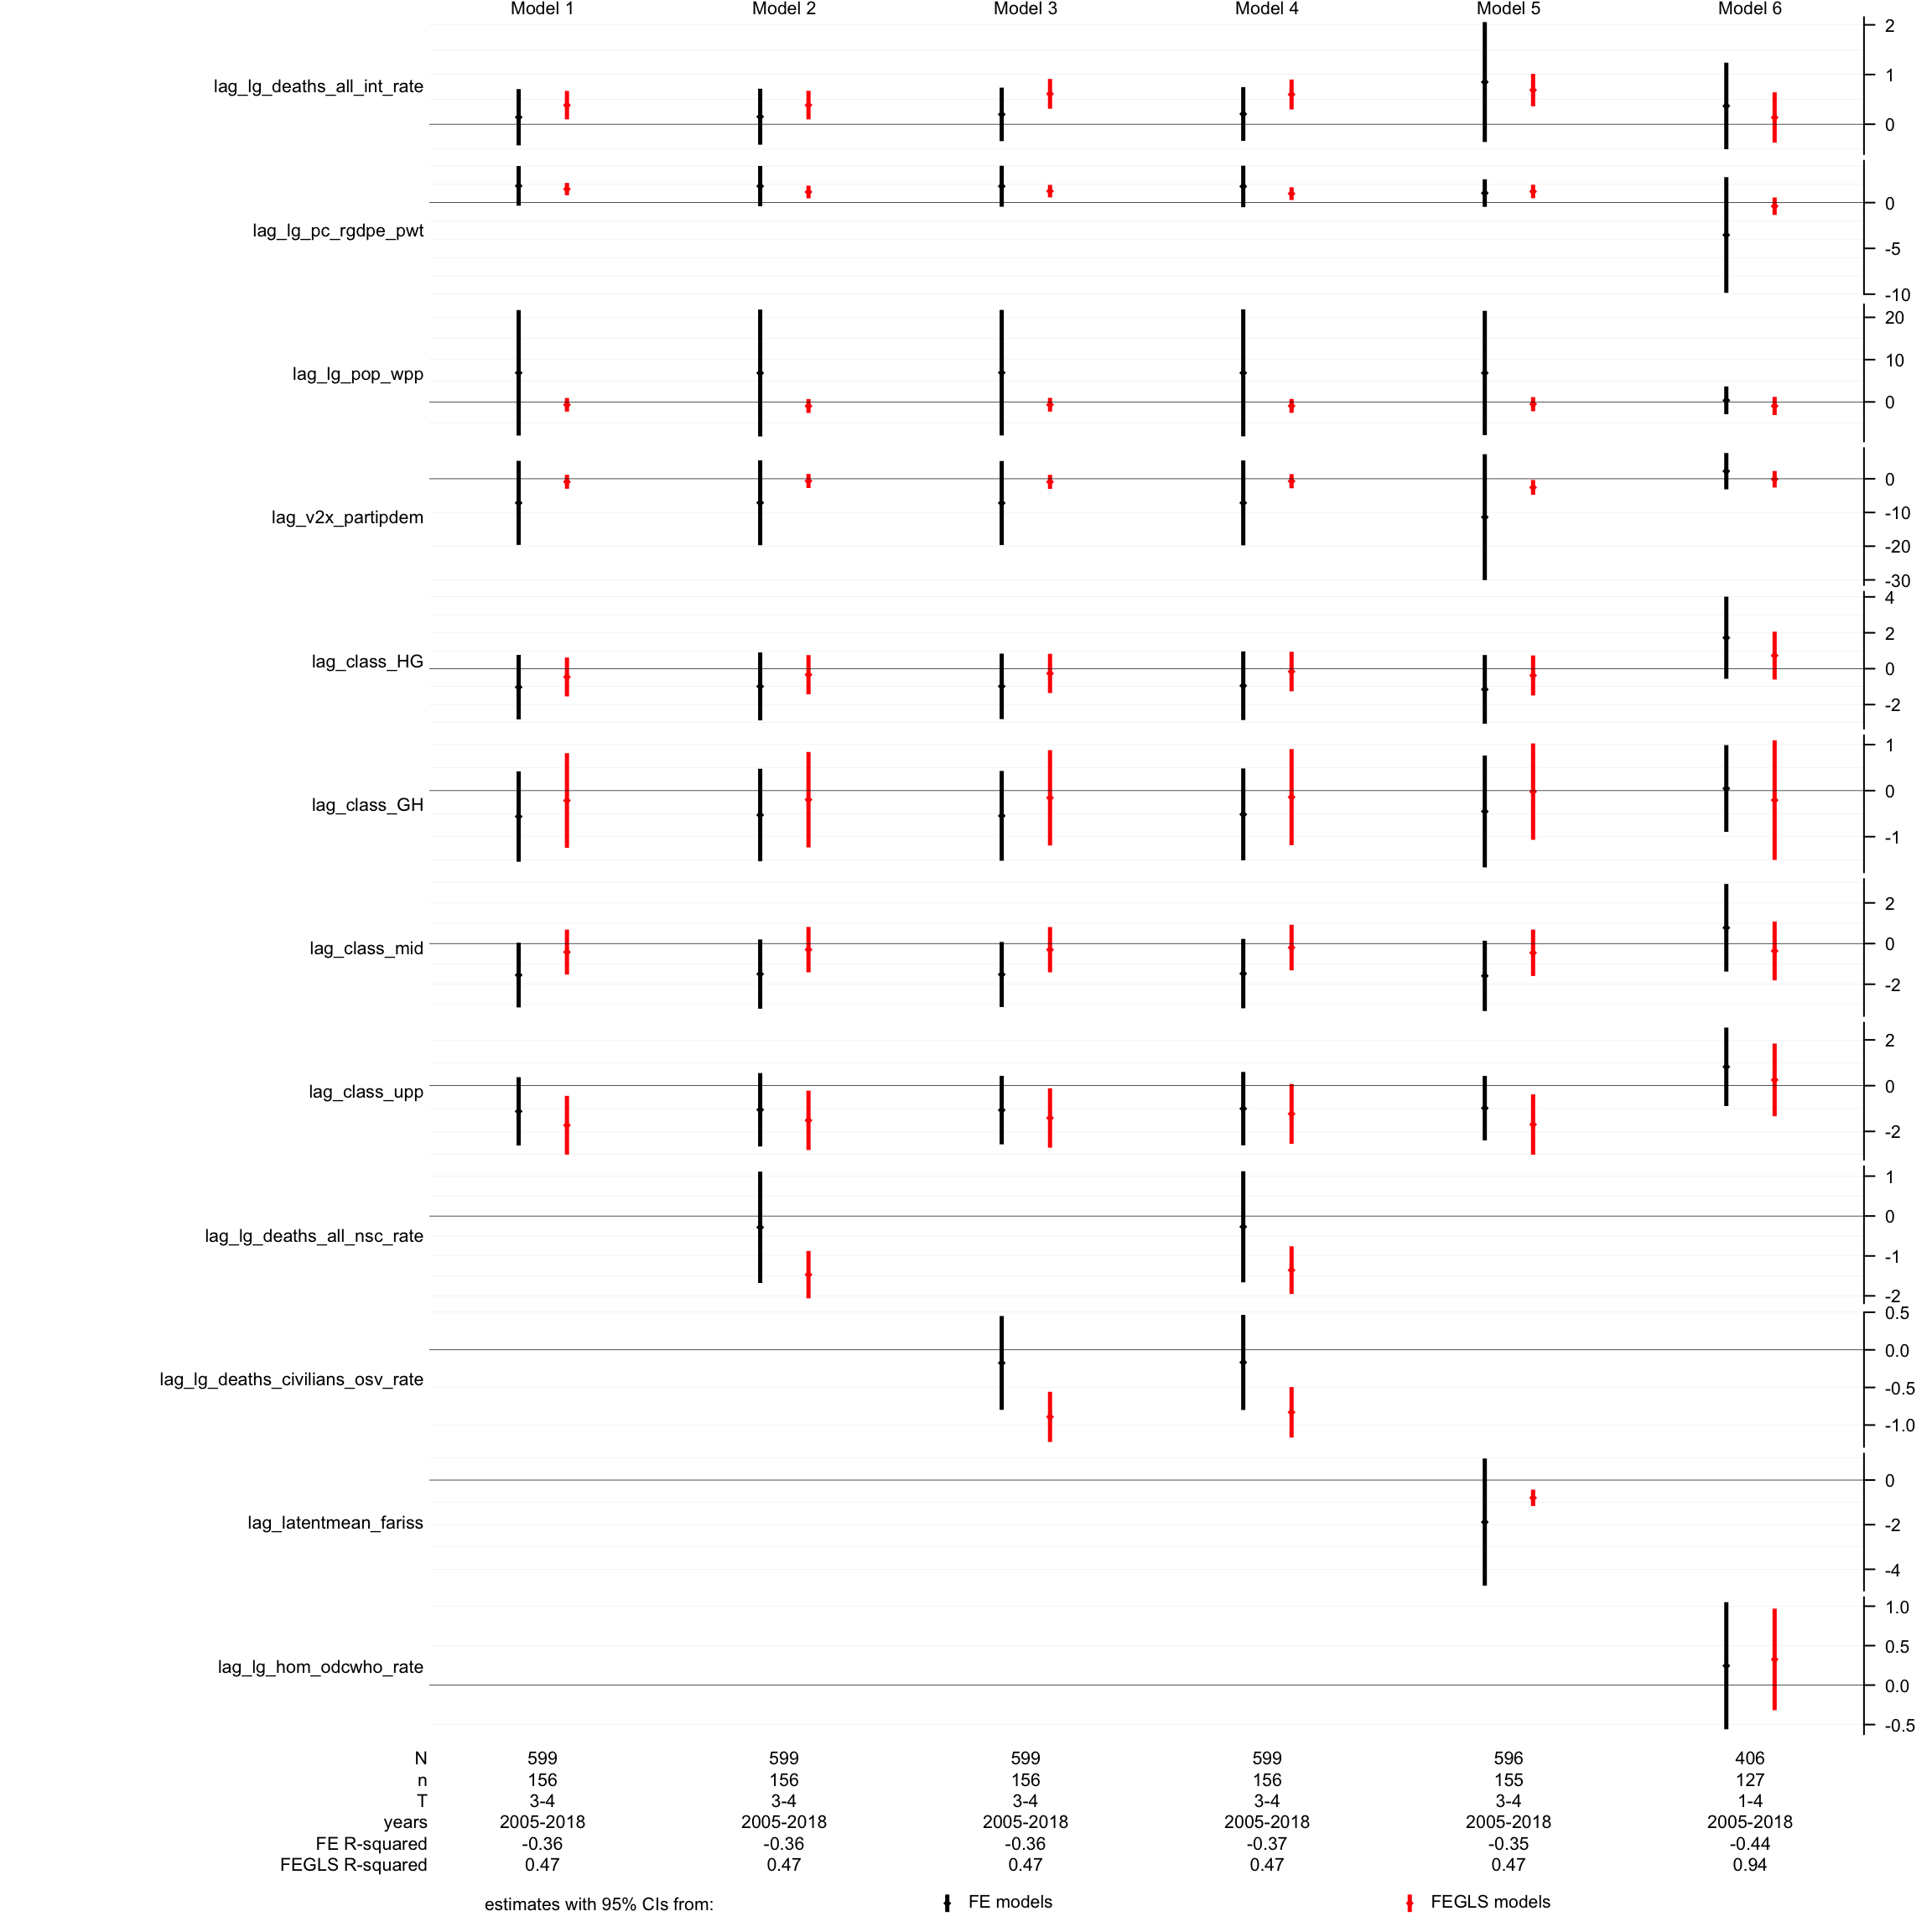 Model 1 Model 2 Model 3 Model 4 Model 5 Model 6
lag_lg_deaths_all_int_rate
2
1
0
lag_lg_pc_rgdpe_pwt
0
-5
-10
lag_lg_pop_wpp
20
10
0
lag_v2x_partipdem
0
-10
-20
-30
lag_class_HG
4
2
0
-2
lag_class_GH
1
0
-1
lag_class_mid
2
0
-2
lag_class_upp
2
0
-2
lag_lg_deaths_all_nsc_rate
1
0
-1
-2
lag_lg_deaths_civilians_osv_rate
0.5
0.0
-0.5
-1.0
lag_latentmean_fariss
0
-2
-4
lag_lg_hom_odcwho_rate
1.0
0.5
0.0
-0.5
N 599 599 599 599 596 406
n 156 156 156 156 155 127
T 3-4 3-4 3-4 3-4 3-4 1-4
years 2005-2018 2005-2018 2005-2018 2005-2018 2005-2018 2005-2018
FE R-squared -0.36 -0.36 -0.36 -0.37 -0.35 -0.44
FEGLS R-squared 0.47 0.47 0.47 0.47 0.47 0.94
estimates with 95% CIs from: FE models FEGLS models